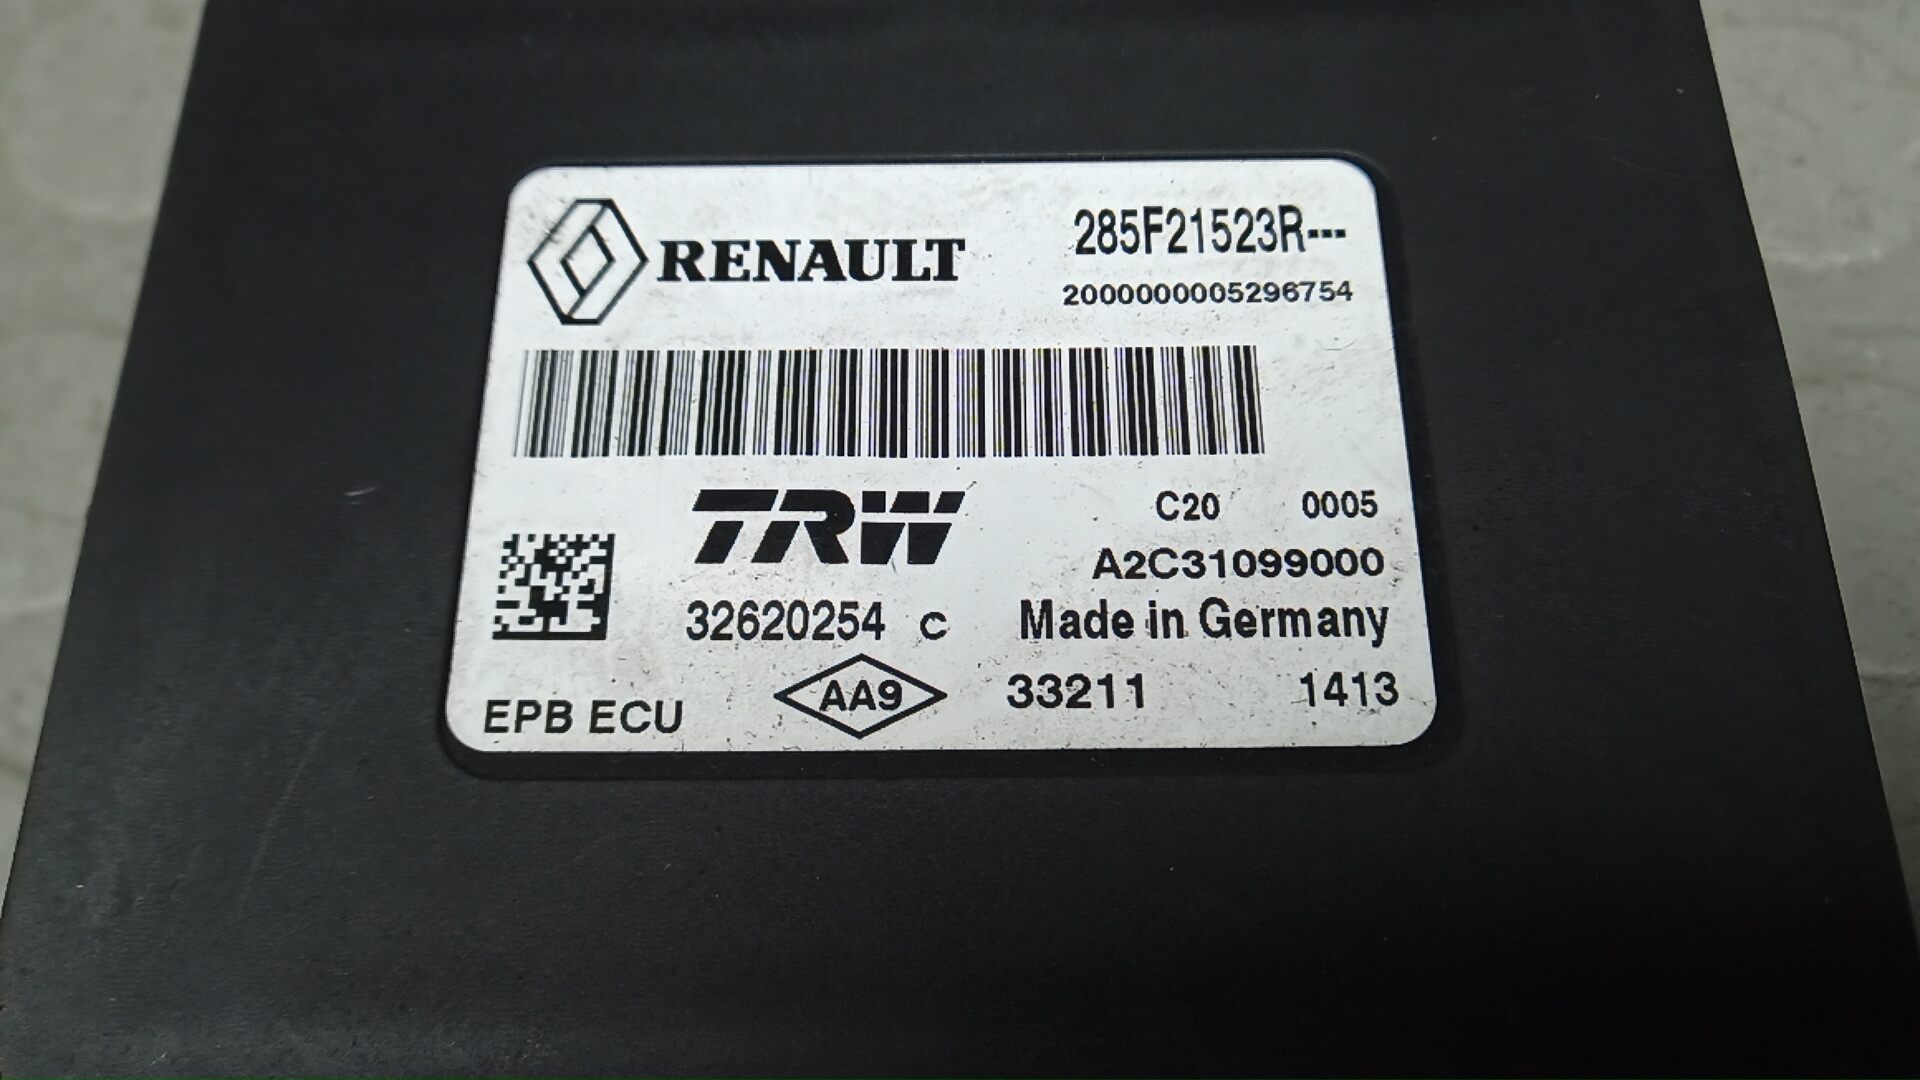 RENAULT
285F21523R---
2000000005296754
TRW
C20 0005
A2C31099000
32620254 C
Made in Germany
EPB ECU
AA9
33211 1413